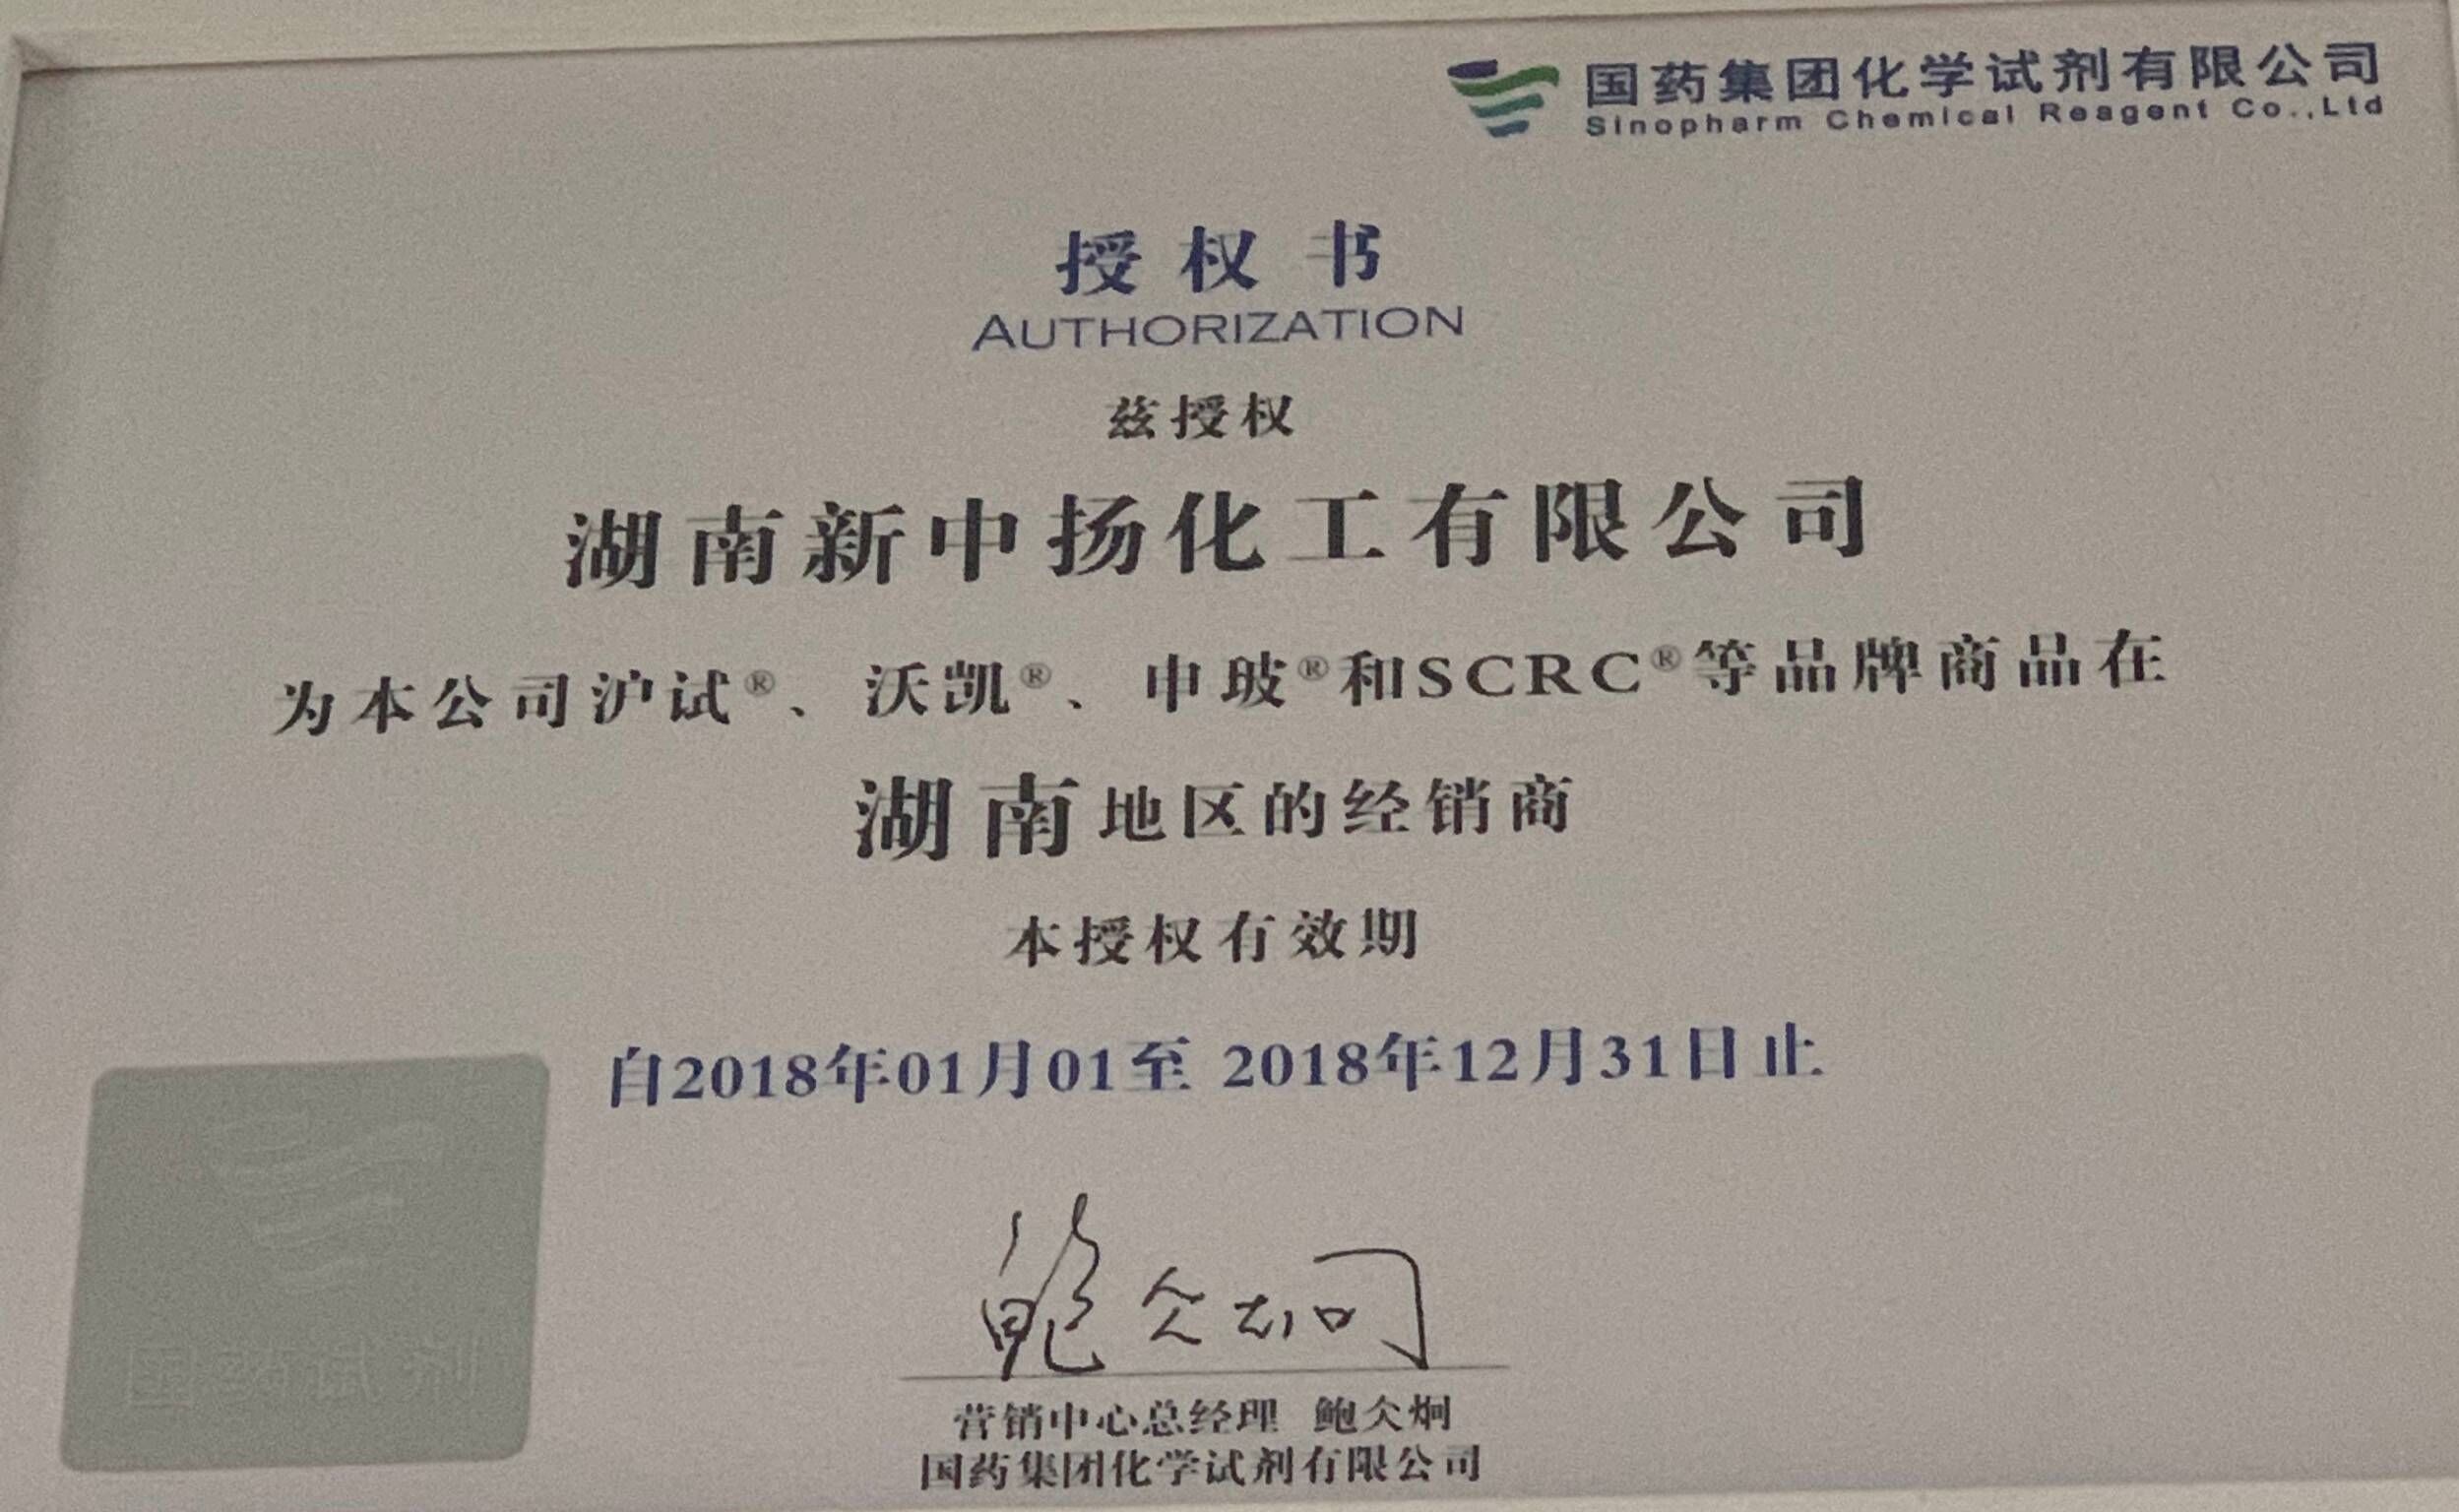 国药集团化学试剂有限公司
Sinopharm Chemical Reagent Co.,Ltd
授权书
AUTHORIZATION
兹授权
湖南新中扬化工有限公司
为本公司沪试®、沃凯®、申玻®和SCRC®等品牌商品在
湖南地区的经销商
本授权有效期
自2018年01月01至 2018年12月31日止
营销中心总经理 鲍仌炯
国药集团化学试剂有限公司